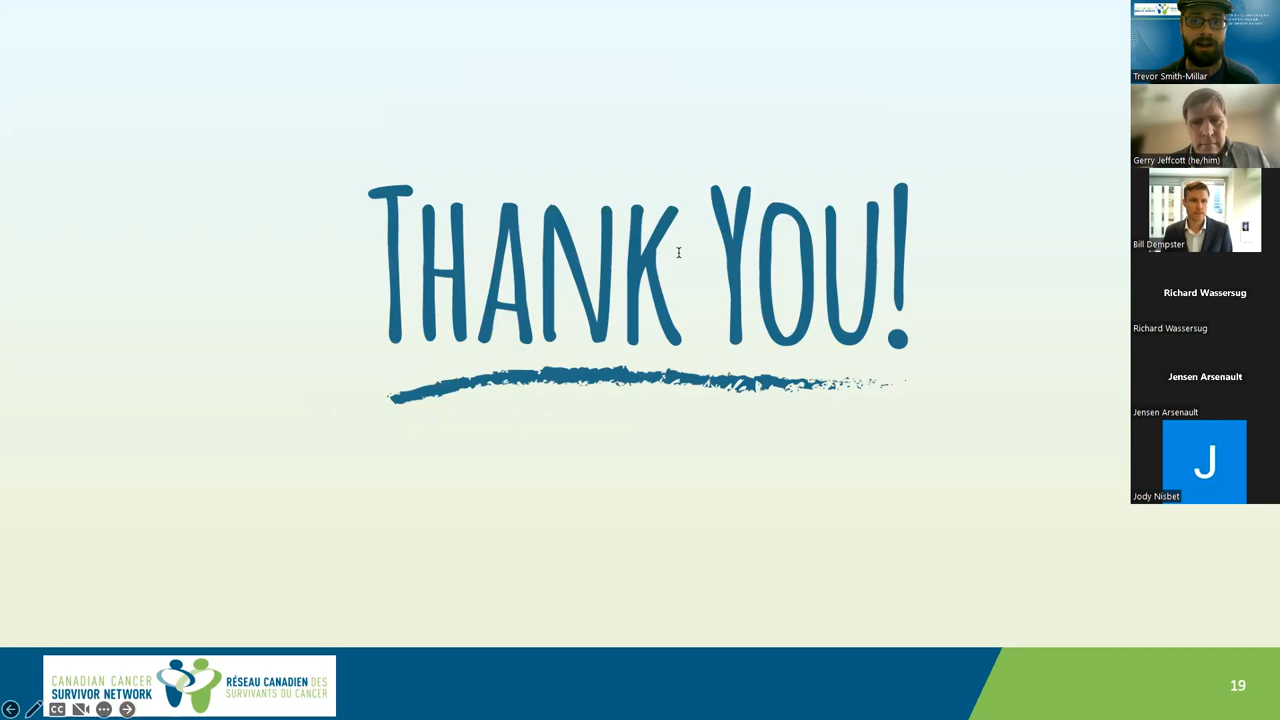 THANK YOU!
CANADIAN CANCER
SURVIVOR NETWORK
RÉSEAU CANADIEN DES
SURVIVANTS DU CANCER
CC
19
Trevor Smith-Millar
Gerry Jeffcott (he/him)
Bill Dempster
Richard Wassersug
Richard Wassersug
Jensen Arsenault
Jensen Arsenault
J
Jody Nisbet